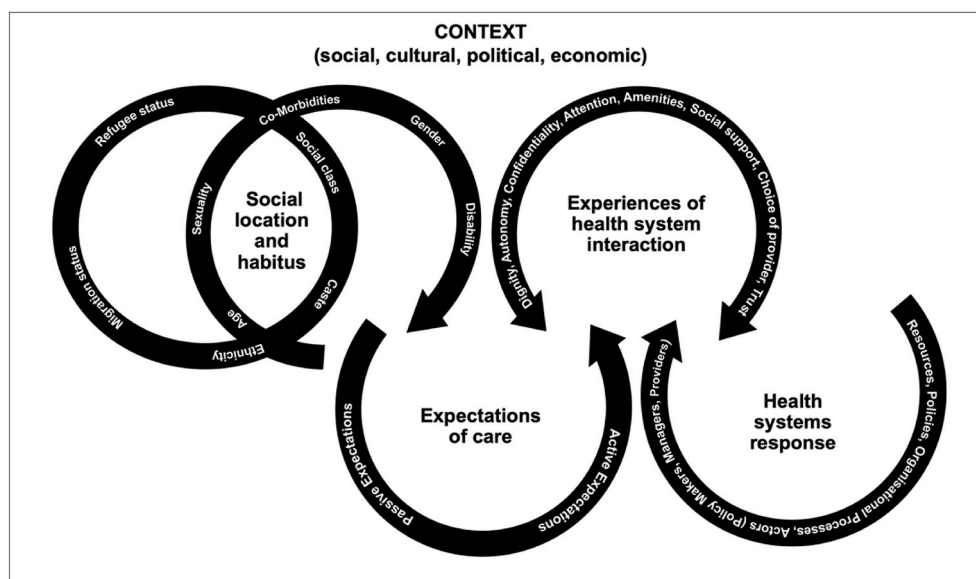 CONTEXT
(social, cultural, political, economic)
Refugee status
Migration status
Ethnicity
Caste
Social class
Co-Morbidities
Sexuality
Age
Gender
Disability
Social
location
and
habitus
Passive Expectations
Active Expectations
Expectations
of care
Dignity, Autonomy, Confidentiality, Attention, Amenities, Social support, Choice of provider, Trust
Experiences of
health system
interaction
Resources, Policies, Organisational Processes, Actors (Policy Makers, Managers, Providers)
Health
systems
response